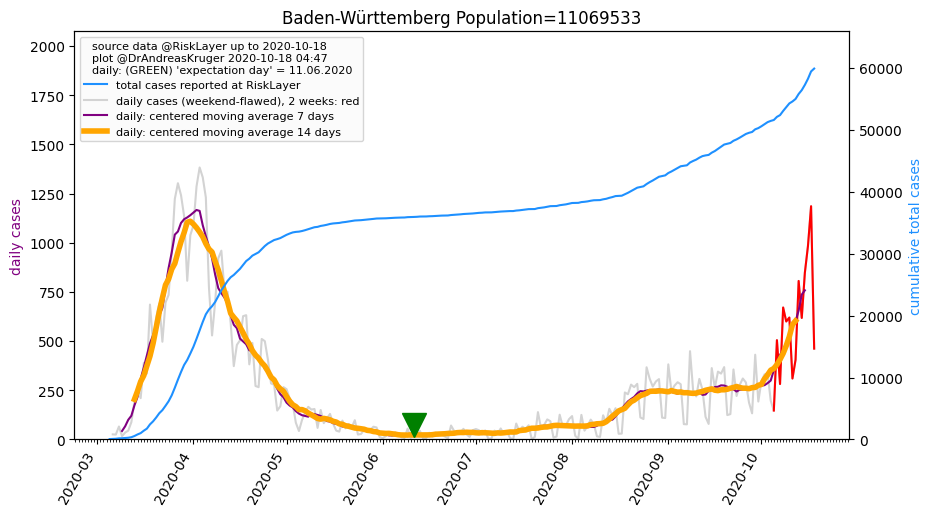 Baden-Württemberg Population=11069533
source data @RiskLayer up to 2020-10-18
plot @DrAndreasKruger 2020-10-18 04:47
daily: (GREEN) 'expectation day' = 11.06.2020
total cases reported at RiskLayer
daily cases (weekend-flawed), 2 weeks: red
daily: centered moving average 7 days
daily: centered moving average 14 days
daily cases
2000
1750
1500
1250
1000
750
500
250
0
60000
50000
40000
30000
20000
10000
0
cumulative total cases
2020-03
2020-04
2020-05
2020-06
2020-07
2020-08
2020-09
2020-10